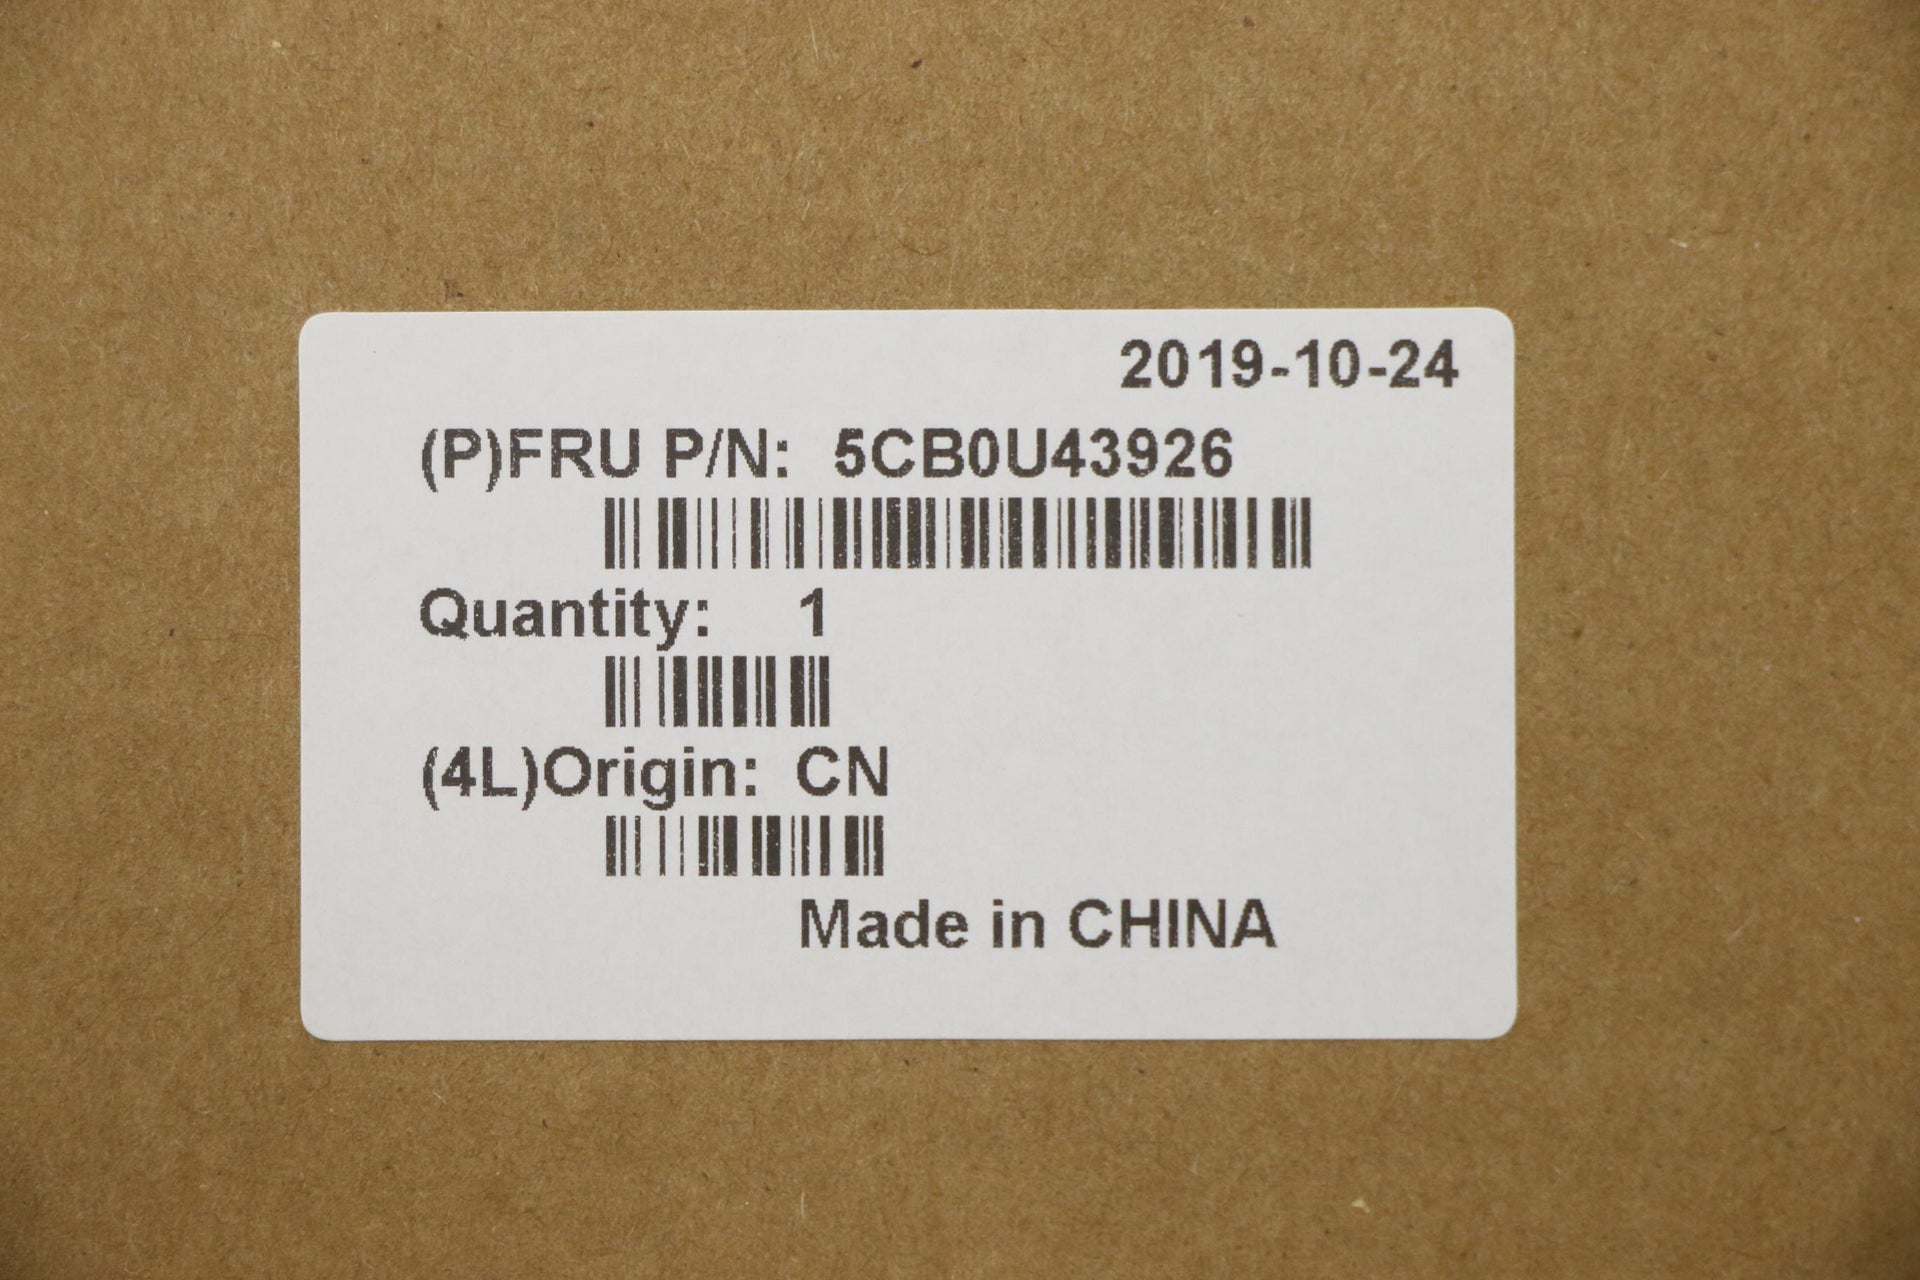 2019-10-24
(P)FRU P/N: 5CB0U43926
Quantity: 1
(4L)Origin: CN
Made in CHINA